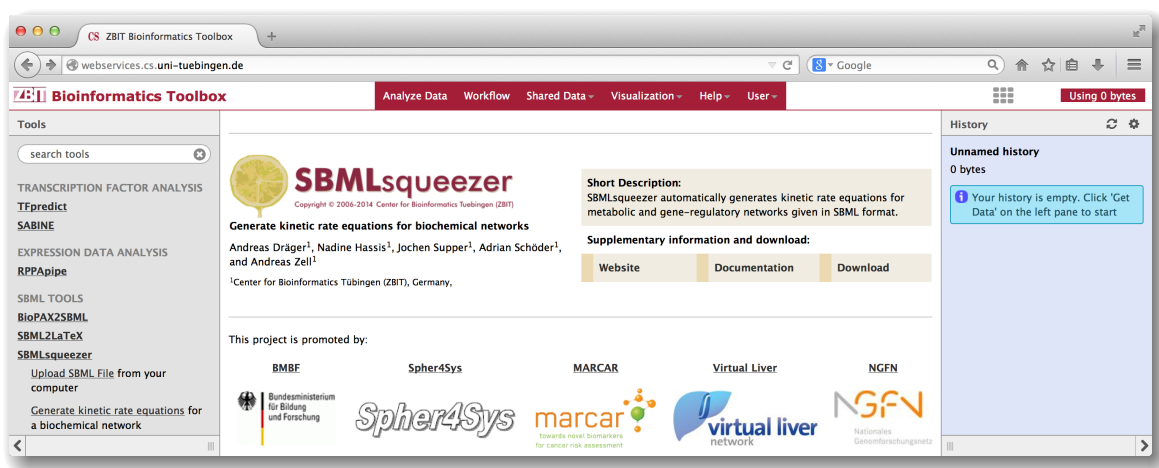 CS ZBIT Bioinformatics Toolbox
webservices.cs.uni-tuebingen.de
Google
ZBIT Bioinformatics Toolbox
Analyze Data Workflow Shared Data Visualization Help User
Using 0 bytes
Tools
search tools
TRANSCRIPTION FACTOR ANALYSIS
TFpredict
SABINE
EXPRESSION DATA ANALYSIS
RPPApipe
SBML TOOLS
BioPAX2SBML
SBML2LaTeX
SBMLsqueezer
Upload SBML File from your
computer
Generate kinetic rate equations for
a biochemical network
SBMLsqueezer
Copyright © 2006-2014 Center for Bioinformatics Tuebingen (ZBIT)
Generate kinetic rate equations for biochemical networks
Andreas Dräger1, Nadine Hassis1, Jochen Supper1, Adrian Schöder1,
and Andreas Zell1
1Center for Bioinformatics Tübingen (ZBIT), Germany,
Short Description:
SBMLsqueezer automatically generates kinetic rate equations for
metabolic and gene-regulatory networks given in SBML format.
Supplementary information and download:
Website Documentation Download
This project is promoted by:
BMBF Spher4Sys MARCAR Virtual Liver NGFN
Bundesministerium
für Bildung
und Forschung
Spher4Sys
marcar
towards novel biomarkers
for cancer risk assessment
virtual liver
network
NGFN
Nationales
Genomforschungsnetz
History
Unnamed history
0 bytes
Your history is empty. Click 'Get
Data' on the left pane to start